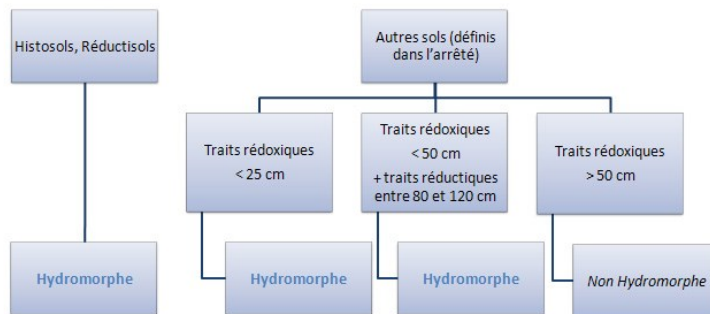 Histosols, Réductisols
Autres sols (définis
dans l'arrêté)
Traits rédoxiques
< 25 cm
Traits rédoxiques
< 50 cm
+ traits réductiques
entre 80 et 120 cm
Traits rédoxiques
> 50 cm
Hydromorphe
Hydromorphe
Hydromorphe
Non Hydromorphe